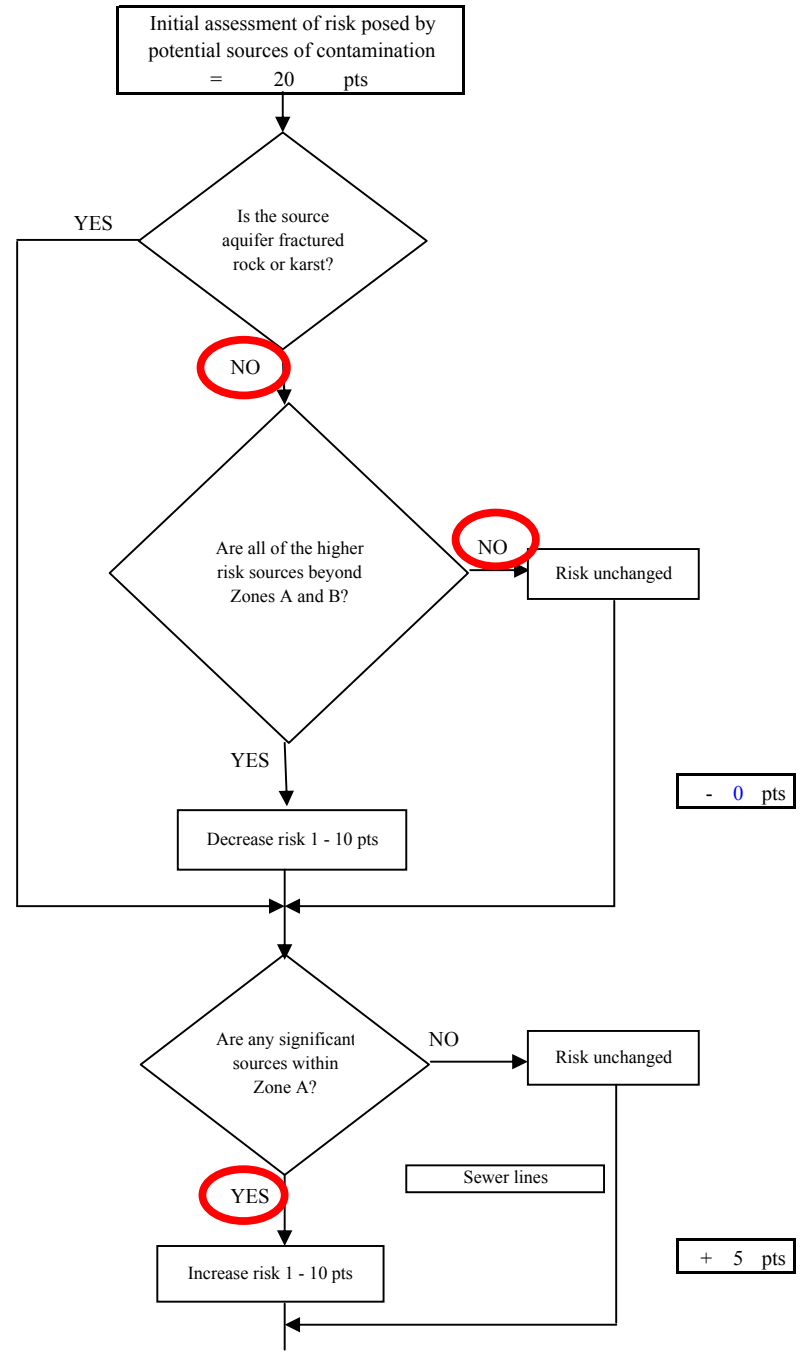 Initial assessment of risk posed by
potential sources of contamination
= 20 pts
Is the source
aquifer fractured
rock or karst?
YES
NO
Are all of the higher
risk sources beyond
Zones A and B?
NO
Risk unchanged
YES
- 0 pts
Decrease risk 1 - 10 pts
Are any significant
sources within
Zone A?
NO
Risk unchanged
Sewer lines
YES
+ 5 pts
Increase risk 1 - 10 pts